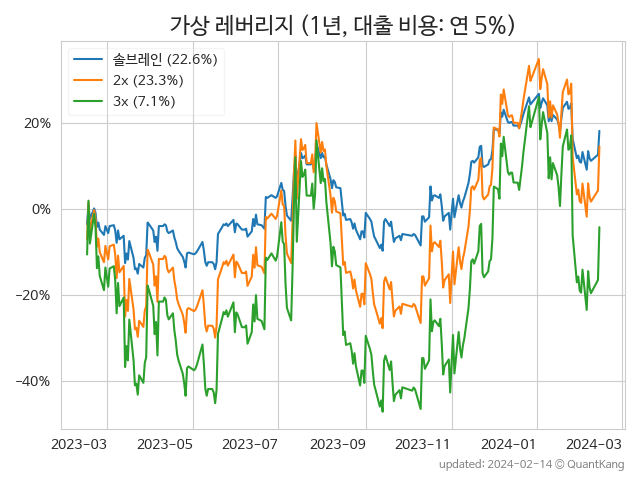 가상 레버리지 (1년, 대출 비용: 연 5%)
솔브레인 (22.6%)
2x (23.3%)
3x (7.1%)
20%
0%
−20%
−40%
2023-03 2023-05 2023-07 2023-09 2023-11 2024-01 2024-03
updated: 2024-02-14 © QuantKang